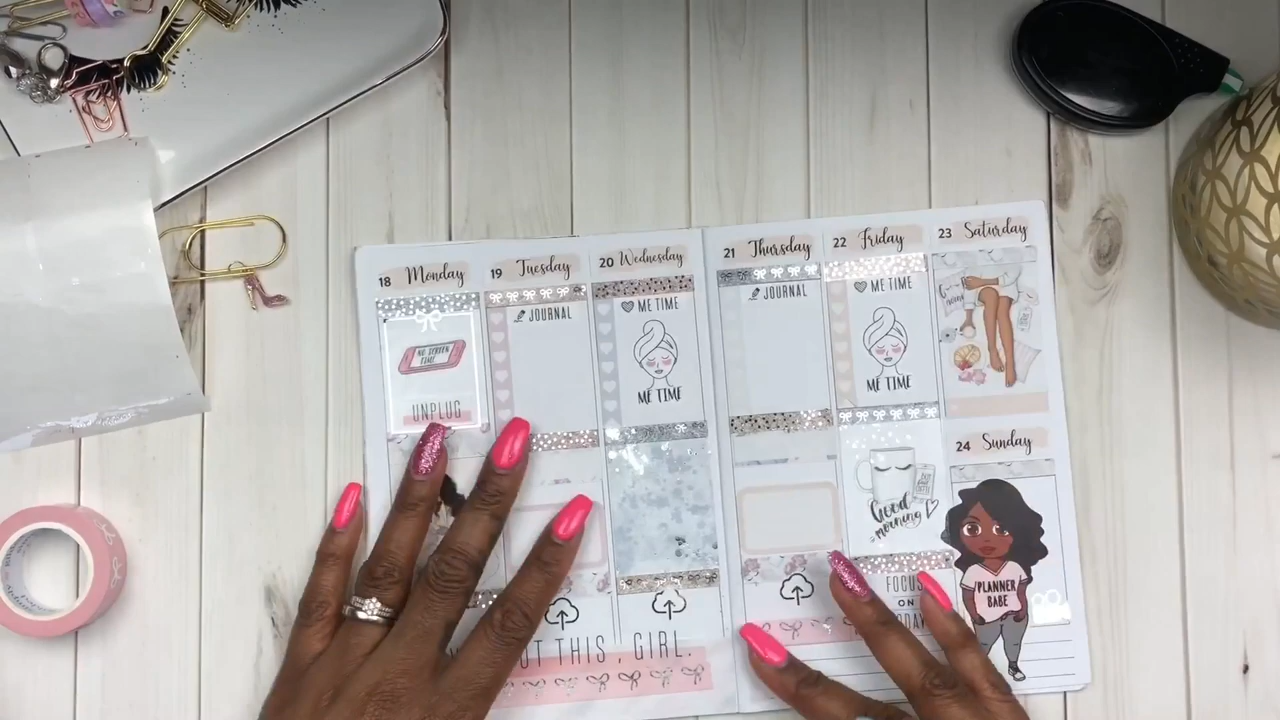 18 Monday
19 Tuesday
20 Wednesday
21 Thursday
22 Friday
23 Saturday
NO SCREEN
TIME
UNPLUG
JOURNAL
ME TIME
ME TIME
JOURNAL
ME TIME
ME TIME
Good
morning
FOCUS
ON
24 Sunday
PLANNER
BABE
THIS, GIRL.